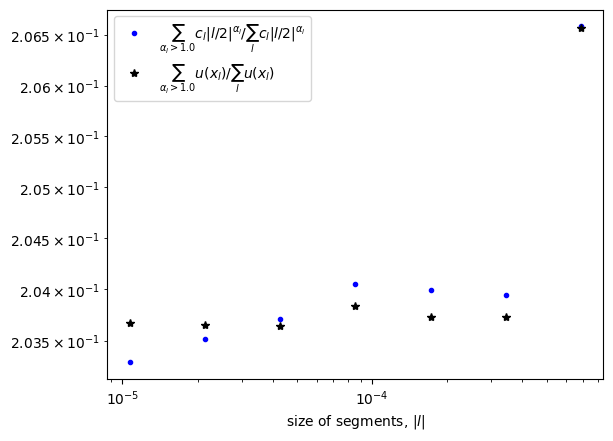 ∑_{α_l>1.0} c_l|l/2|^{α_l}/∑_l c_l|l/2|^{α_l}
∑_{α_l>1.0} u(x_l)/∑_l u(x_l)
2.065 × 10⁻¹
2.06 × 10⁻¹
2.055 × 10⁻¹
2.05 × 10⁻¹
2.045 × 10⁻¹
2.04 × 10⁻¹
2.035 × 10⁻¹
10⁻⁵ 10⁻⁴
size of segments, |l|